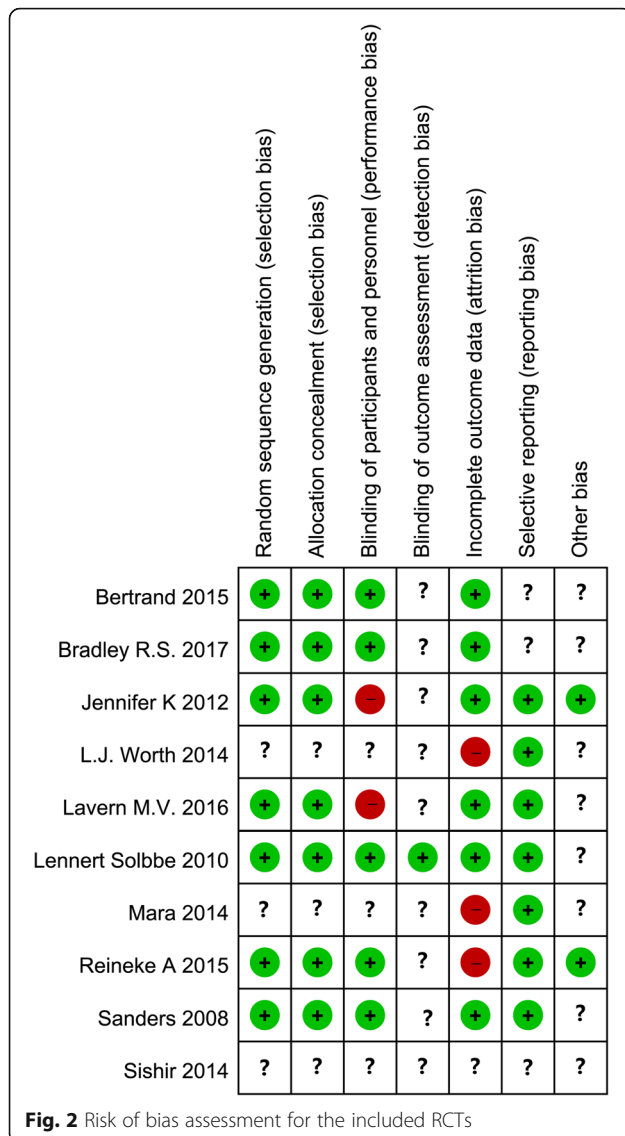 Random sequence generation (selection bias)
Allocation concealment (selection bias)
Blinding of participants and personnel (performance bias)
Blinding of outcome assessment (detection bias)
Incomplete outcome data (attrition bias)
Selective reporting (reporting bias)
Other bias
Bertrand 2015 + + + ? + ? ?
Bradley R.S. 2017 + + + ? + ? ?
Jennifer K 2012 + + − ? + + +
L.J. Worth 2014 ? ? ? ? − + ?
Lavern M.V. 2016 + + − ? + + ?
Lennert Solbbe 2010 + + + + + + ?
Mara 2014 ? ? ? ? − + ?
Reineke A 2015 + + + ? − + +
Sanders 2008 + + + ? + + ?
Sishir 2014 ? ? ? ? ? ? ?
Fig. 2 Risk of bias assessment for the included RCTs